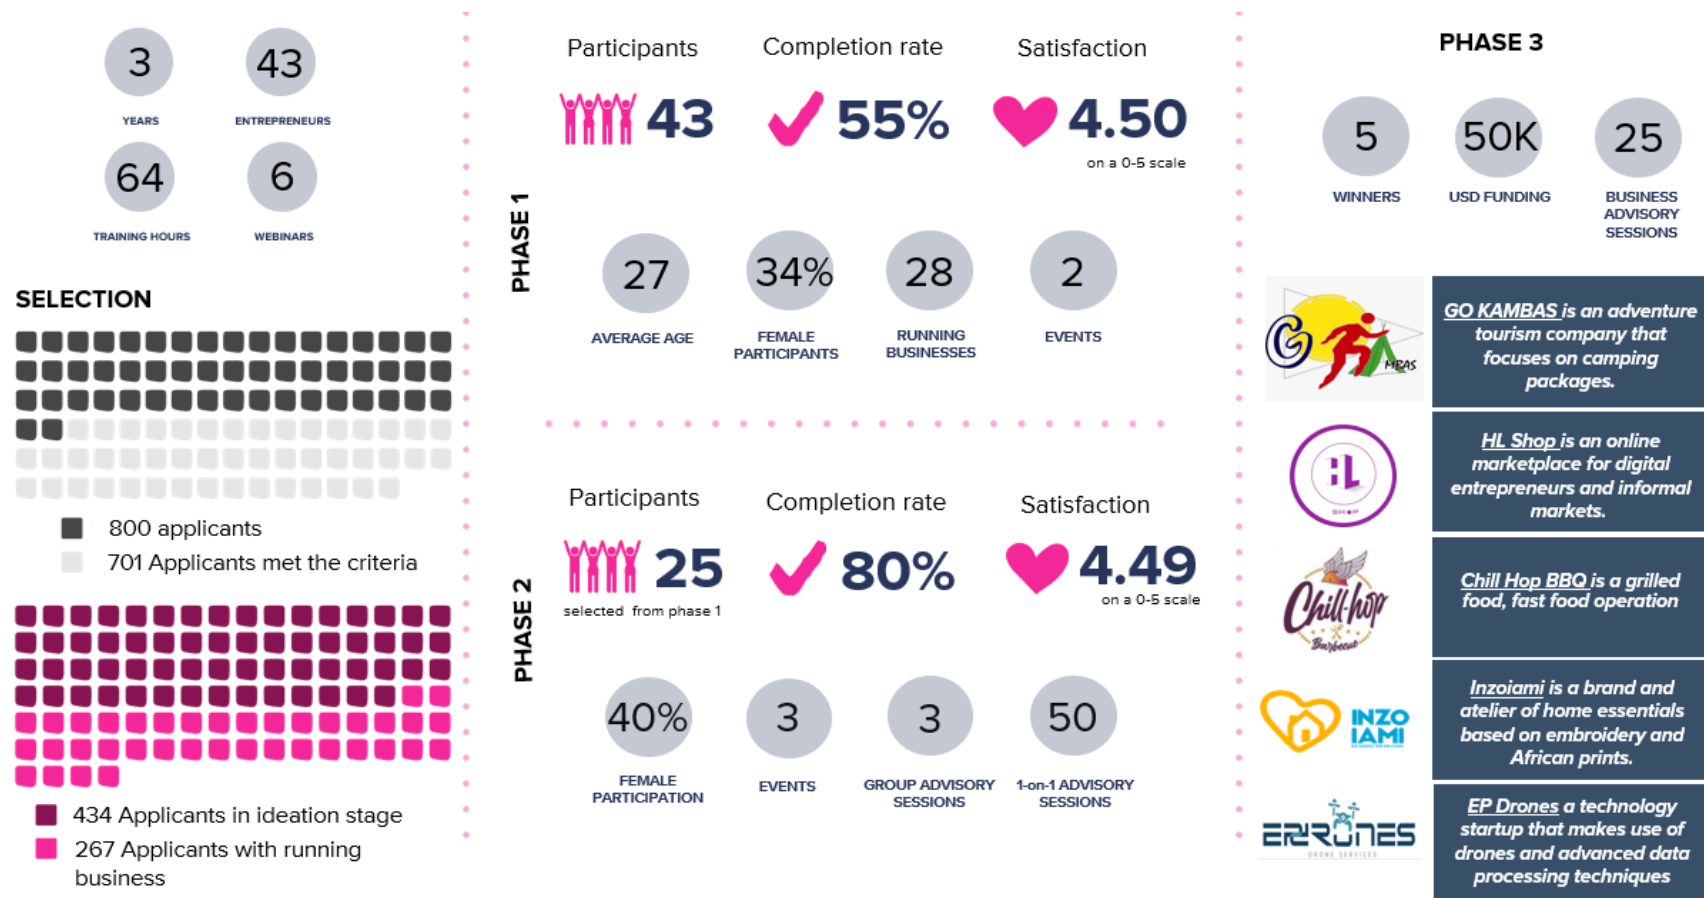 3
43
YEARS
ENTREPRENEURS
64
6
TRAINING HOURS
WEBINARS
SELECTION
800 applicants
701 Applicants met the criteria
434 Applicants in ideation stage
267 Applicants with running
business
PHASE 1
Participants
Completion rate
Satisfaction
43
55%
4.50
on a 0-5 scale
27
34%
28
2
AVERAGE AGE
FEMALE
PARTICIPANTS
RUNNING
BUSINESSES
EVENTS
PHASE 2
Participants
Completion rate
Satisfaction
25
80%
4.49
selected from phase 1
on a 0-5 scale
40%
3
3
50
FEMALE
PARTICIPATION
EVENTS
GROUP ADVISORY
SESSIONS
1-on-1 ADVISORY
SESSIONS
PHASE 3
5
50K
25
WINNERS
USD FUNDING
BUSINESS
ADVISORY
SESSIONS
G
MBAS
GO KAMBAS is an adventure
tourism company that
focuses on camping
packages.
HL
SHOP
HL Shop is an online
marketplace for digital
entrepreneurs and informal
markets.
Chill-hop
Barbecue
Chill Hop BBQ is a grilled
food, fast food operation
INZO
IAMI
Inzoiami is a brand and
atelier of home essentials
based on embroidery and
African prints.
EPDRONES
DRONE SERVICES
EP Drones a technology
startup that makes use of
drones and advanced data
processing techniques